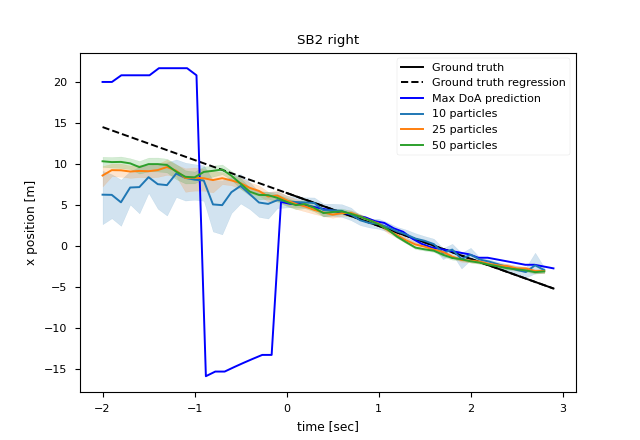 SB2 right
Ground truth
Ground truth regression
Max DoA prediction
10 particles
25 particles
50 particles
20
15
10
5
0
−5
−10
−15
x position [m]
−2
−1
0
1
2
3
time [sec]